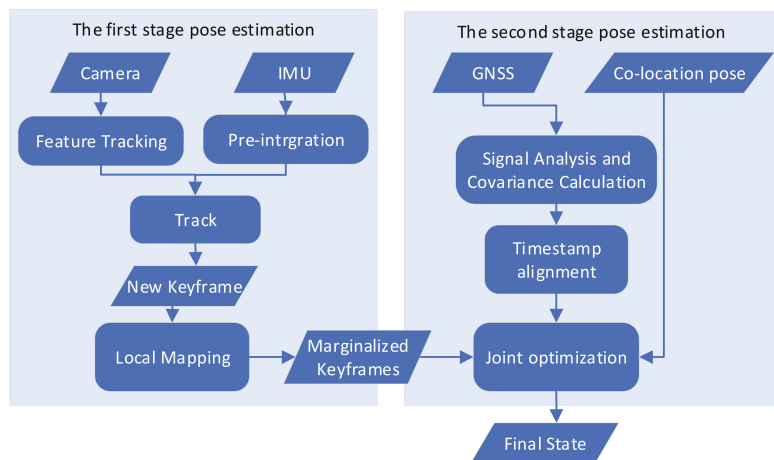 The first stage pose estimation
Camera
IMU
Feature Tracking
Pre-intrgration
Track
New Keyframe
Local Mapping
Marginalized
Keyframes
The second stage pose estimation
GNSS
Co-location pose
Signal Analysis and
Covariance Calculation
Timestamp
alignment
Joint optimization
Final State